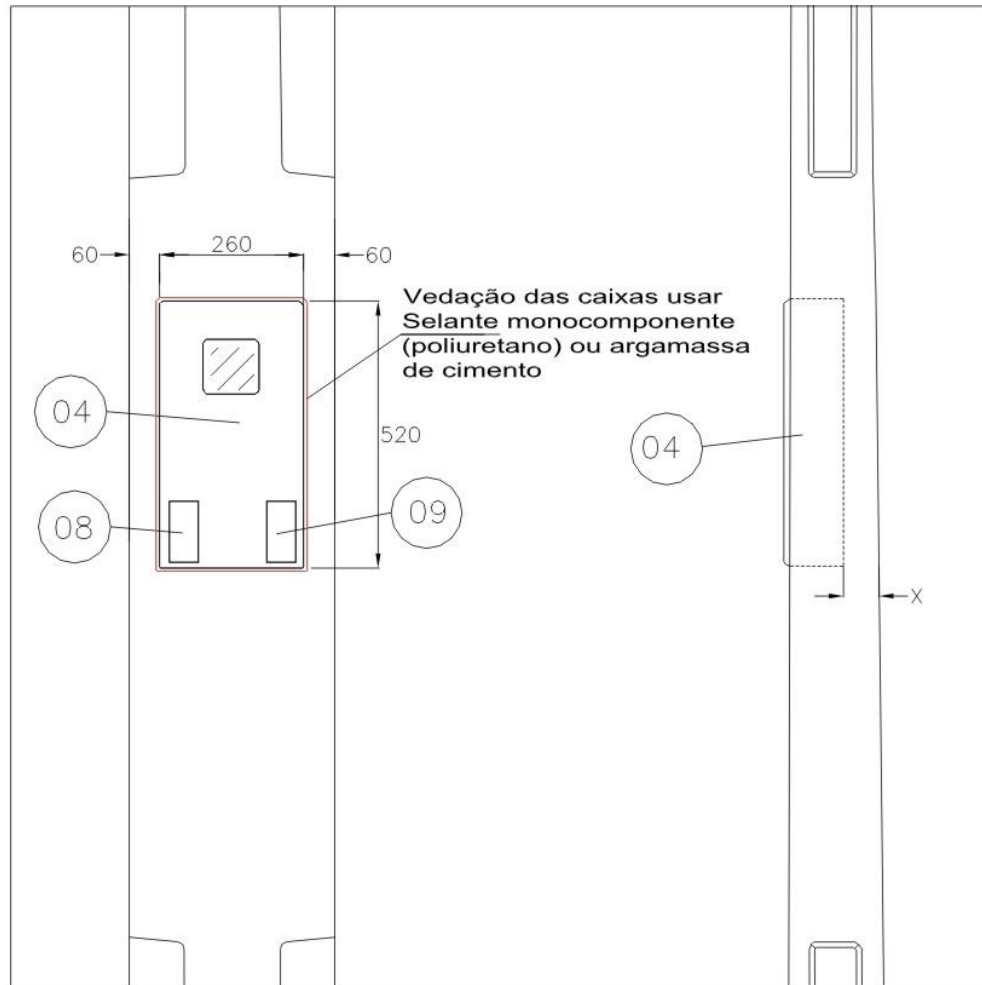 60
260
60
Vedação das caixas usar
Selante monocomponente
(poliuretano) ou argamassa
de cimento
04
520
04
08
09
X